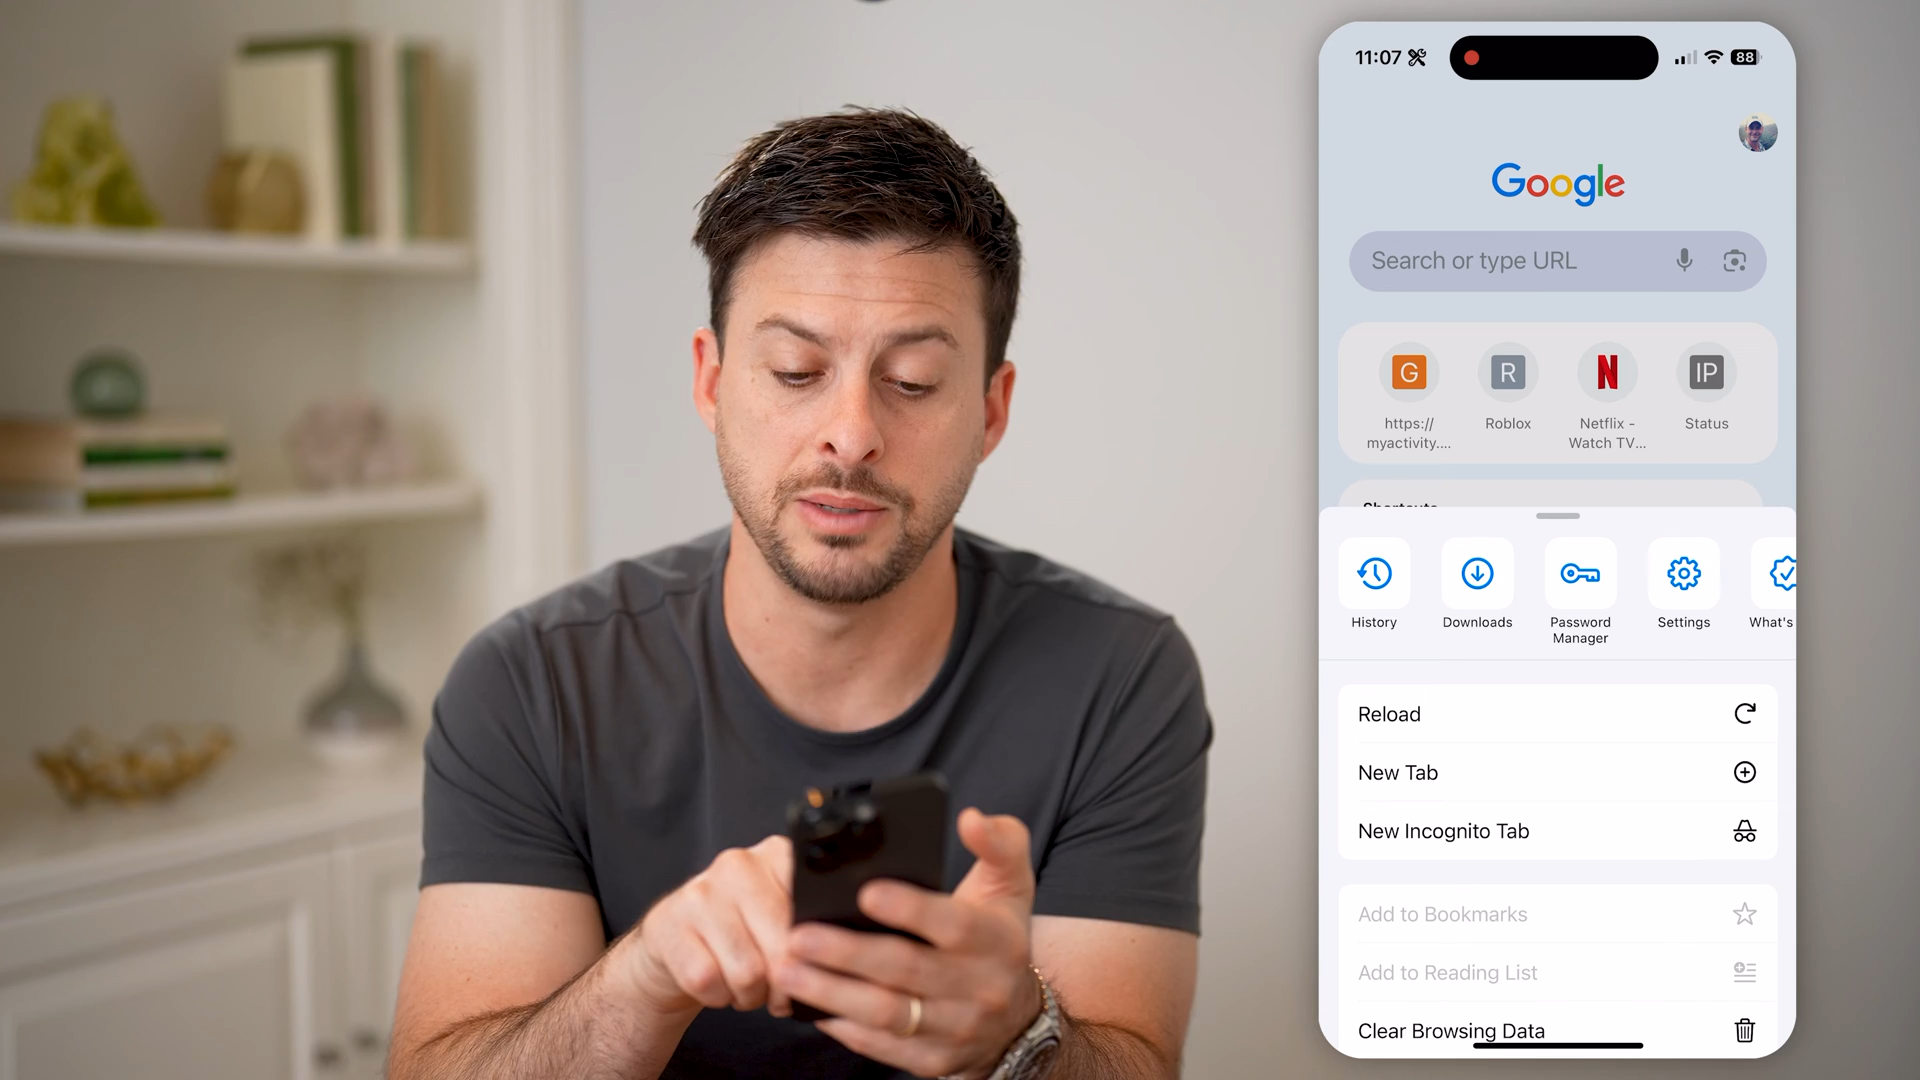 11:07
88
Google
Search or type URL
G
R
N
IP
https://
myactivity....
Roblox
Netflix -
Watch TV...
Status
Shortcuts
History
Downloads
Password
Manager
Settings
What's
Reload
New Tab
New Incognito Tab
Add to Bookmarks
Add to Reading List
Clear Browsing Data